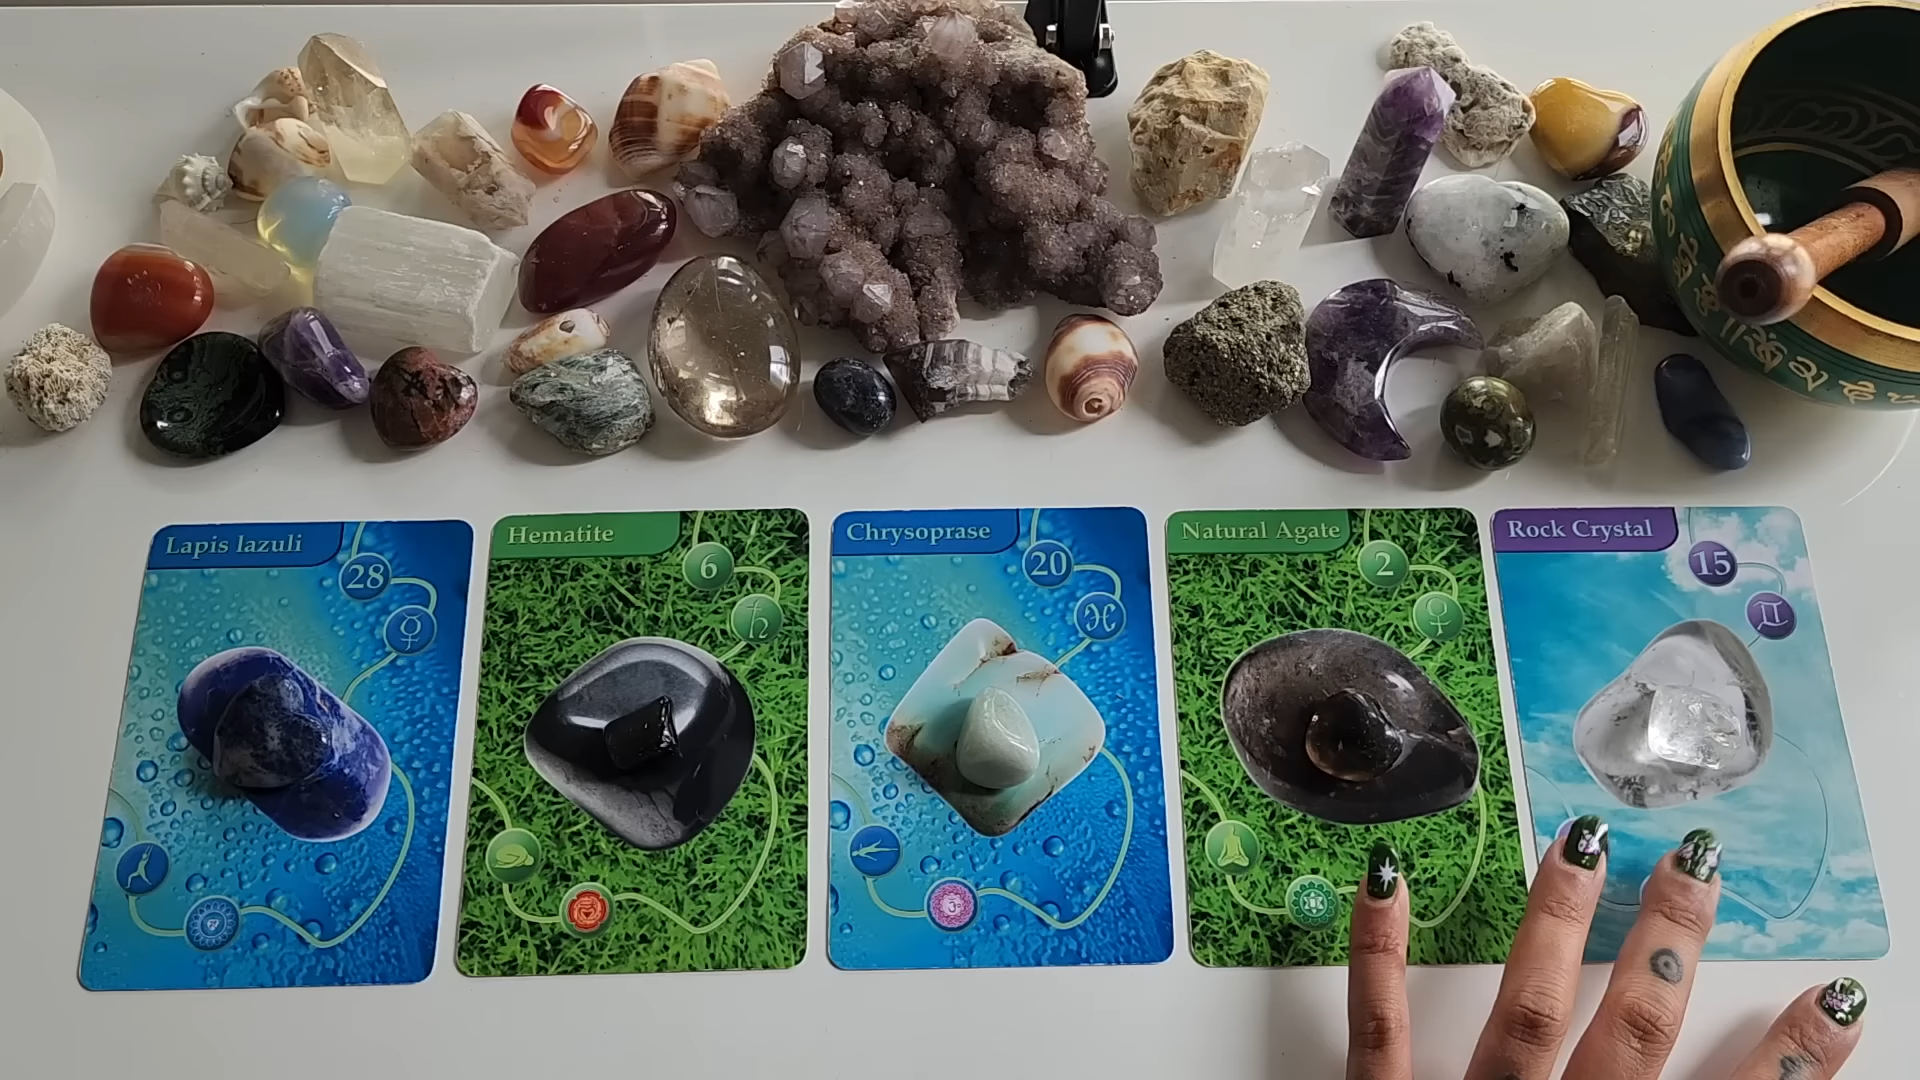 Lapis lazuli
28
Hematite
6
Chrysoprase
20
Natural Agate
2
Rock Crystal
15